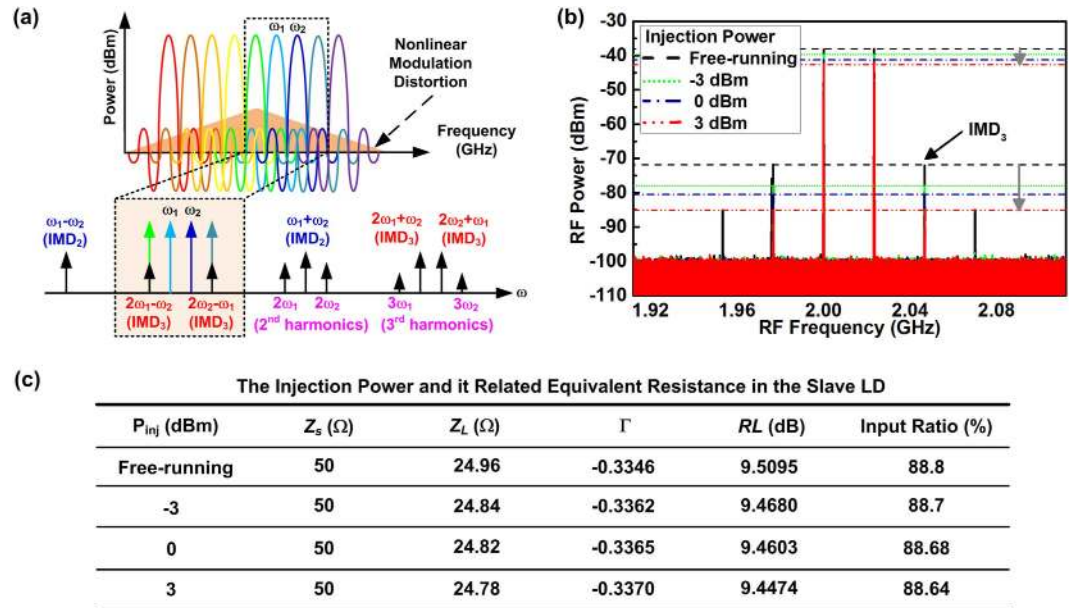 (a)
Power (dBm)
ω₁ ω₂
Nonlinear
Modulation
Distortion
Frequency
(GHz)
ω₁-ω₂
(IMD₂)
ω₁ ω₂
2ω₁-ω₂
(IMD₃)
2ω₂-ω₁
(IMD₃)
ω₁+ω₂
(IMD₂)
2ω₁ 2ω₂
(2nd harmonics)
2ω₁+ω₂
(IMD₃)
2ω₂+ω₁
(IMD₃)
3ω₁ 3ω₂
(3rd harmonics)
ω
(b)
RF Power (dBm)
-30
-40
-50
-60
-70
-80
-90
-100
-110
Injection Power
Free-running
-3 dBm
0 dBm
3 dBm
IMD₃
1.92 1.96 2.00 2.04 2.08
RF Frequency (GHz)
(c)
The Injection Power and it Related Equivalent Resistance in the Slave LD
Pinj (dBm) Zs (Ω) ZL (Ω) Γ RL (dB) Input Ratio (%)
Free-running 50 24.96 -0.3346 9.5095 88.8
-3 50 24.84 -0.3362 9.4680 88.7
0 50 24.82 -0.3365 9.4603 88.68
3 50 24.78 -0.3370 9.4474 88.64